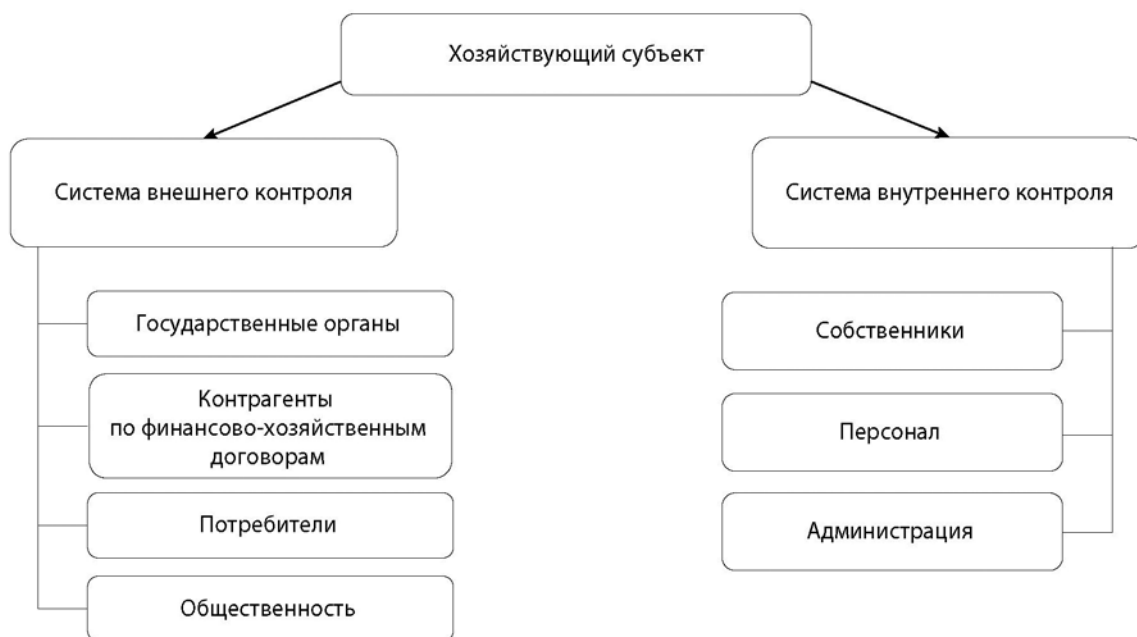 Хозяйствующий субъект
Система внешнего контроля
Государственные органы
Контрагенты
по финансово-хозяйственным
договорам
Потребители
Общественность
Система внутреннего контроля
Собственники
Персонал
Администрация